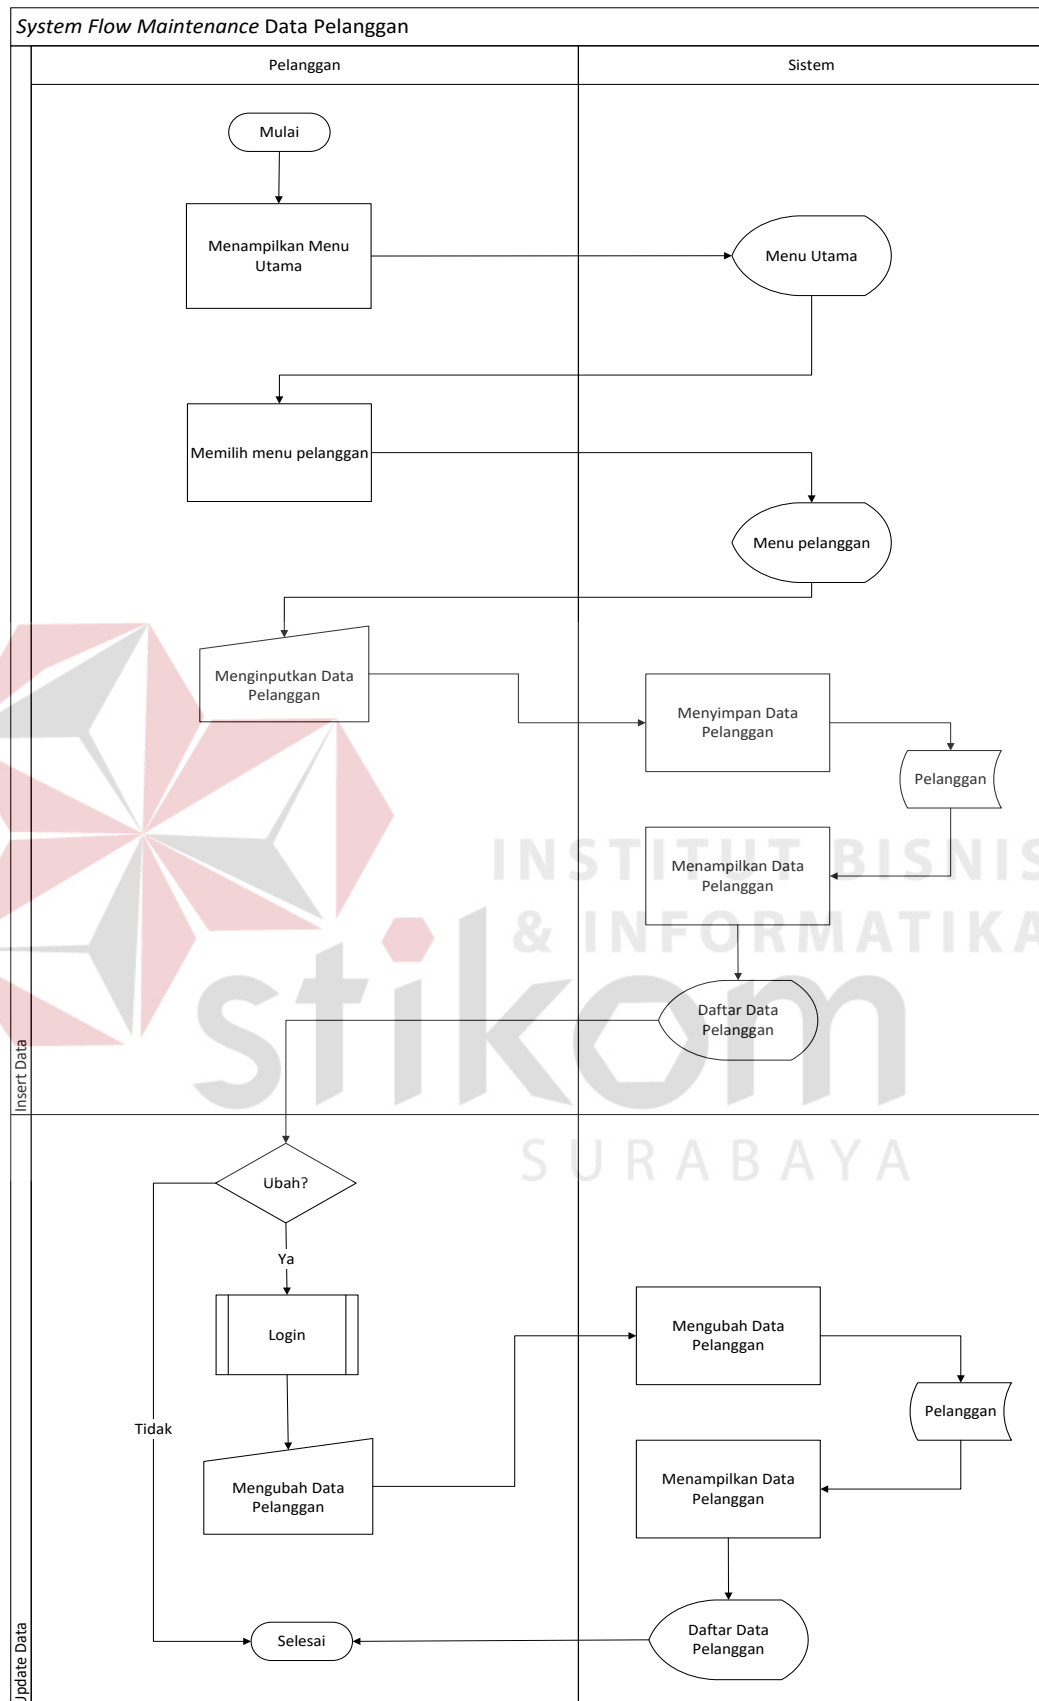 System Flow Maintenance Data Pelanggan
Pelanggan
Sistem
Mulai
Menampilkan Menu
Utama
Menu Utama
Memilih menu pelanggan
Menu pelanggan
Menginputkan Data
Pelanggan
Menyimpan Data
Pelanggan
Pelanggan
Menampilkan Data
Pelanggan
INSTITUT BISNIS
& INFORMATIKA
stikom
SURABAYA
Daftar Data
Pelanggan
Insert Data
Ubah?
Ya
Login
Mengubah Data
Pelanggan
Pelanggan
Tidak
Mengubah Data
Pelanggan
Menampilkan Data
Pelanggan
Selesai
Daftar Data
Pelanggan
Update Data